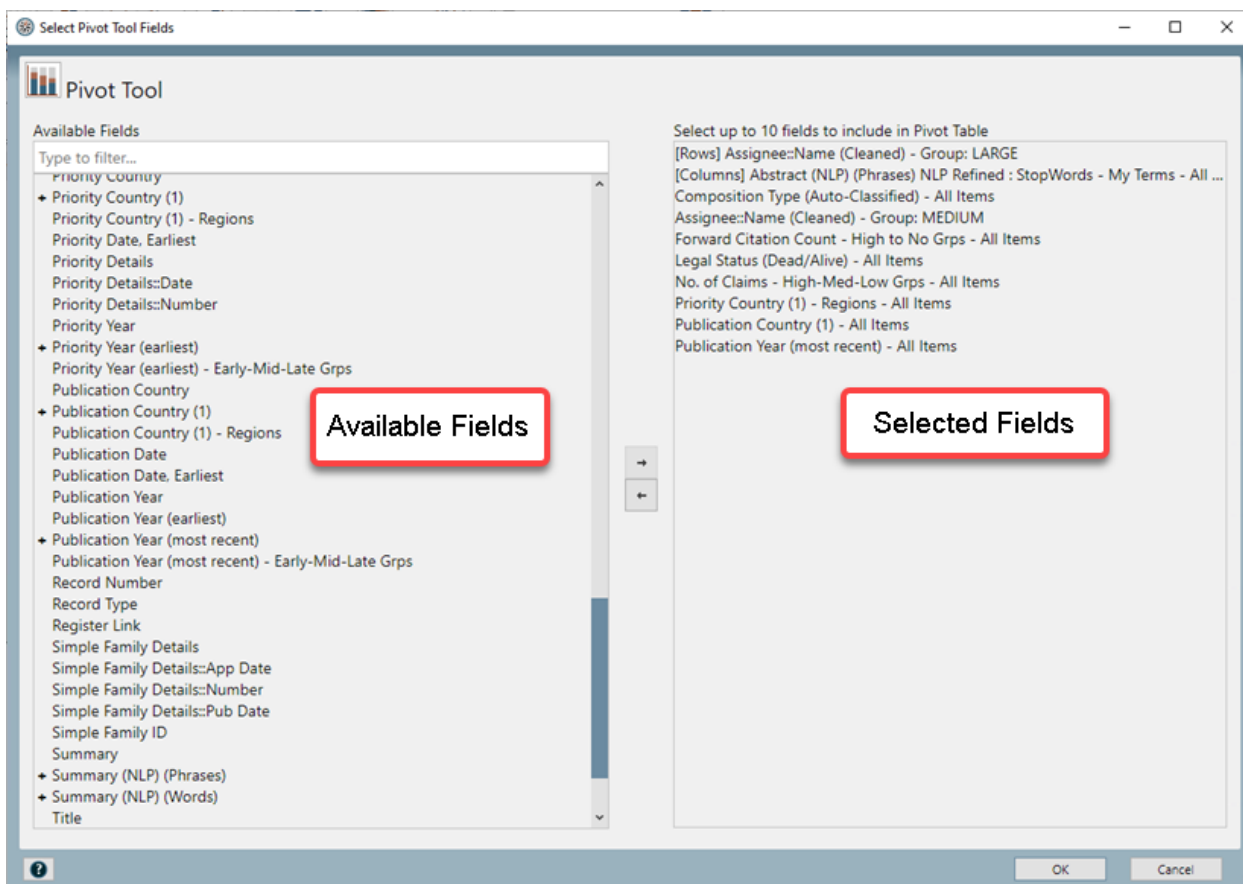 Select Pivot Tool Fields
Pivot Tool
Available Fields
Type to filter...
Priority Country
Priority Country (1)
Priority Country (1) - Regions
Priority Date, Earliest
Priority Details
Priority Details::Date
Priority Details::Number
Priority Year
Priority Year (earliest)
Priority Year (earliest) - Early-Mid-Late Grps
Publication Country
Publication Country (1)
Publication Country (1) - Regions
Publication Date
Publication Date, Earliest
Publication Year
Publication Year (earliest)
Publication Year (most recent)
Publication Year (most recent) - Early-Mid-Late Grps
Record Number
Record Type
Register Link
Simple Family Details
Simple Family Details::App Date
Simple Family Details::Number
Simple Family Details::Pub Date
Simple Family ID
Summary
Summary (NLP) (Phrases)
Summary (NLP) (Words)
Title
Available Fields
Select up to 10 fields to include in Pivot Table
[Rows] Assignee::Name (Cleaned) - Group: LARGE
[Columns] Abstract (NLP) (Phrases) NLP Refined : StopWords - My Terms - All ...
Composition Type (Auto-Classified) - All Items
Assignee::Name (Cleaned) - Group: MEDIUM
Forward Citation Count - High to No Grps - All Items
Legal Status (Dead/Alive) - All Items
No. of Claims - High-Med-Low Grps - All Items
Priority Country (1) - Regions - All Items
Publication Country (1) - All Items
Publication Year (most recent) - All Items
Selected Fields
OK
Cancel